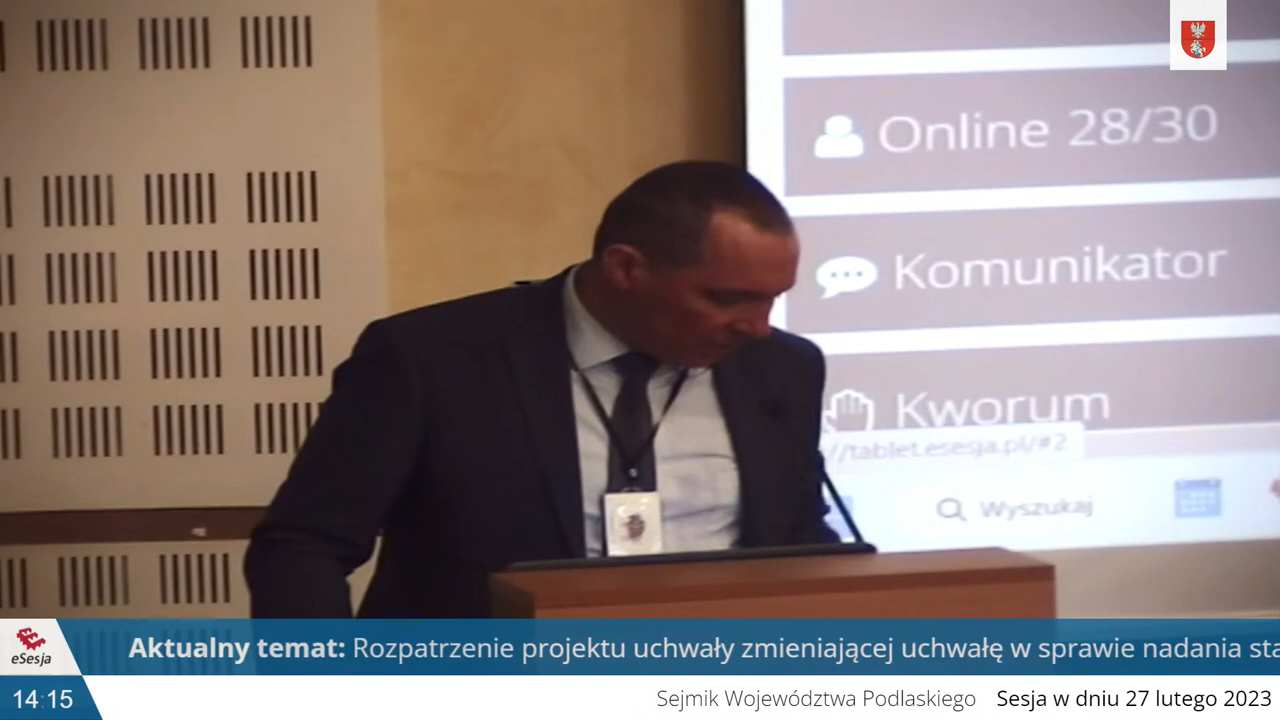 Online 28/30
Komunikator
Kworum
//tablet.esesja.pl/#2
Wyszukaj
Aktualny temat: Rozpatrzenie projektu uchwały zmieniającej uchwałę w sprawie nadania sta
eSesja
14:15
Sejmik Województwa Podlaskiego Sesja w dniu 27 lutego 2023